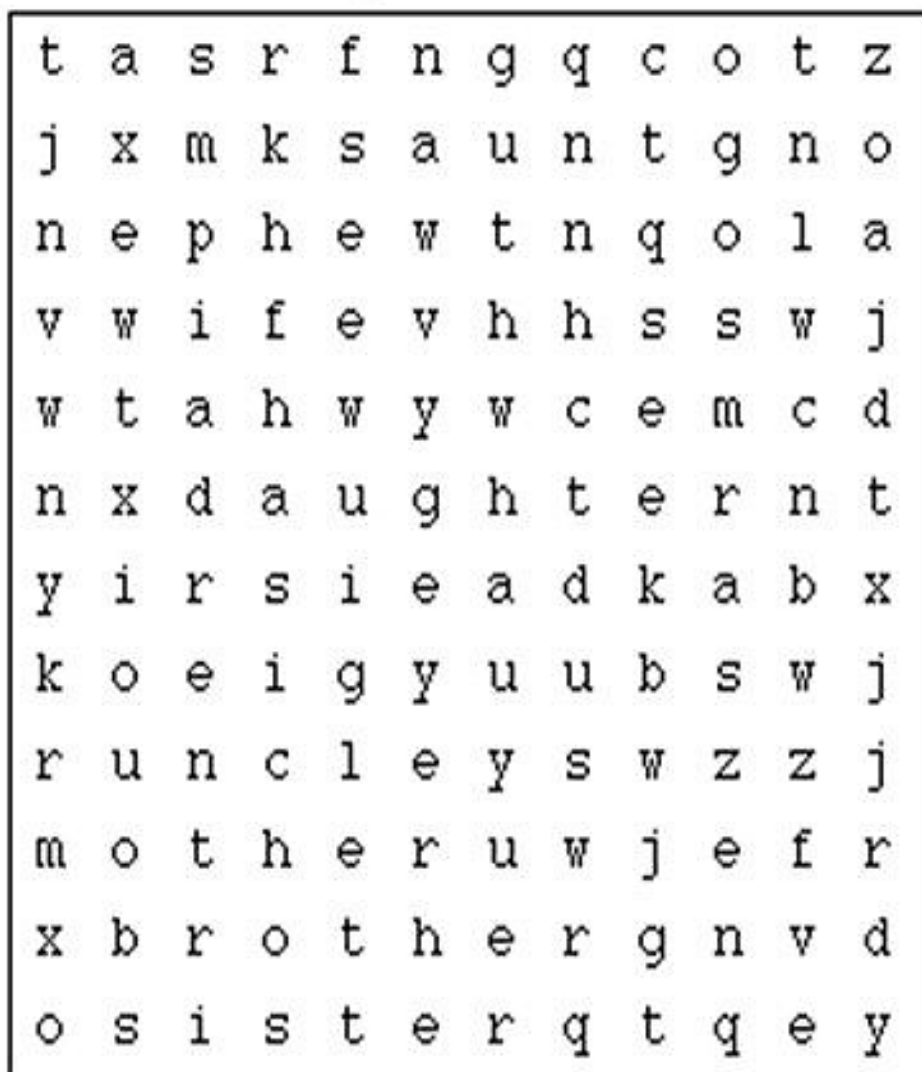 t a s r f n g q c o t z
j x m k s a u n t g n o
n e p h e w t n q o l a
v w i f e v h h s s w j
w t a h w y w c e m c d
n x d a u g h t e r n t
y i r s i e a d k a b x
k o e i g y u u b s w j
r u n c l e y s w z z j
m o t h e r u w j e f r
x b r o t h e r g n v d
o s i s t e r q t q e y